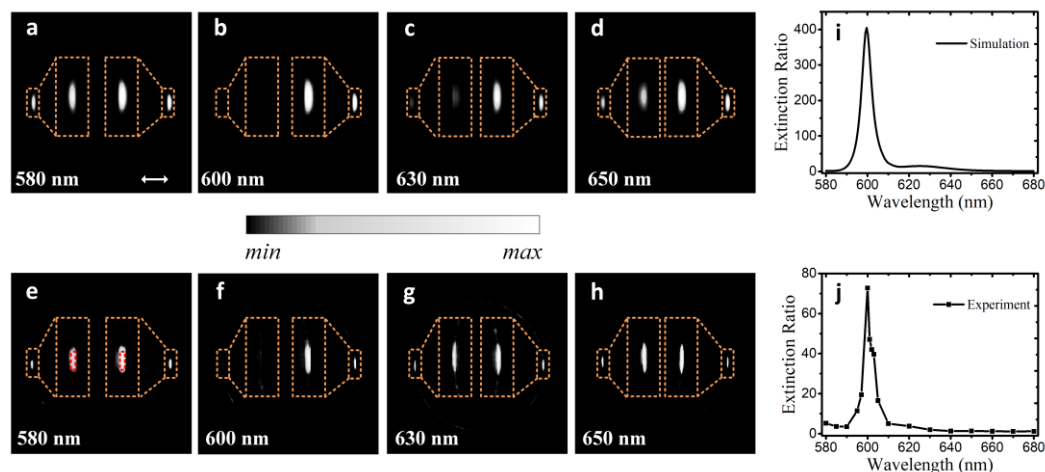 a
b
c
d
580 nm
600 nm
630 nm
650 nm
min
max
e
f
g
h
580 nm
600 nm
630 nm
650 nm
i
Simulation
Extinction Ratio
400
300
200
100
0
580 600 620 640 660 680
Wavelength (nm)
j
Experiment
Extinction Ratio
80
60
40
20
0
580 600 620 640 660 680
Wavelength (nm)